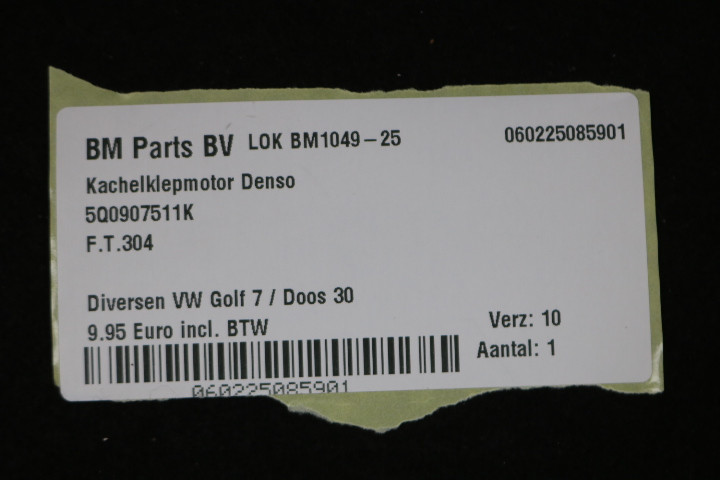 BM Parts BV LOK BM1049-25 060225085901
Kachelklepmotor Denso
5Q0907511K
F.T.304
Diversen VW Golf 7 / Doos 30
9.95 Euro incl. BTW
Verz: 10
Aantal: 1
060225085901